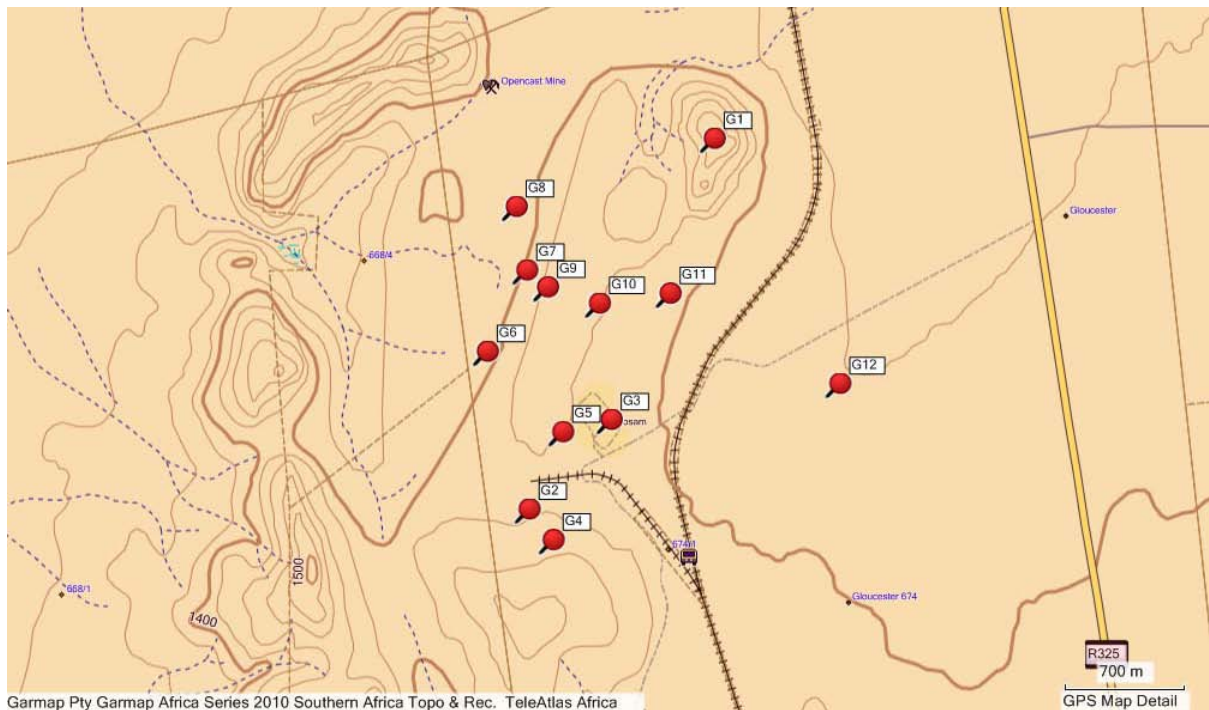 Opencast Mine
G1
G8
Gloucester
668/4
G7
G9
G11
G10
G6
G12
G3
G5
osam
G2
G4
674/1
1500
668/1
Gloucester 674
1400
R325
700 m
Garmap Pty Garmap Africa Series 2010 Southern Africa Topo & Rec. TeleAtlas Africa
GPS Map Detail